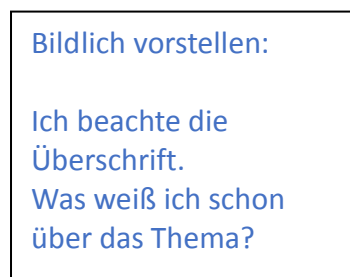 Bildlich vorstellen:
Ich beachte die
Überschrift.
Was weiß ich schon
über das Thema?